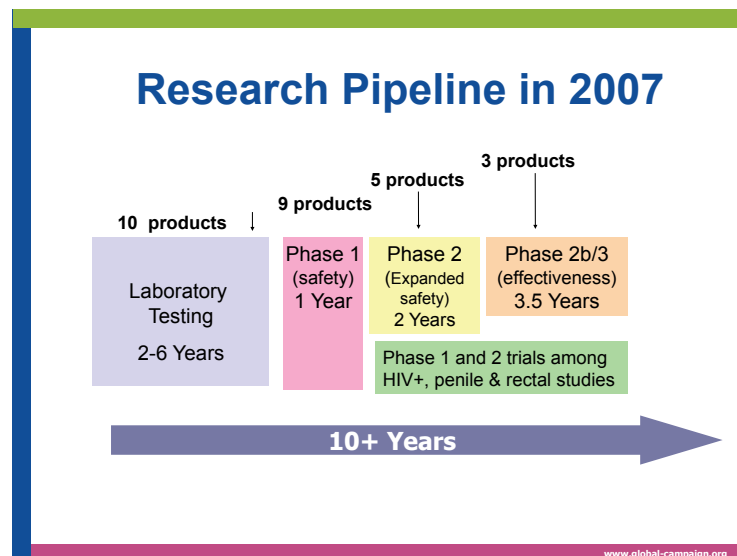 Research Pipeline in 2007
3 products
5 products
9 products
10 products
Laboratory
Testing
2-6 Years
Phase 1
(safety)
1 Year
Phase 2
(Expanded
safety)
2 Years
Phase 2b/3
(effectiveness)
3.5 Years
Phase 1 and 2 trials among
HIV+, penile & rectal studies
10+ Years
www.global-campaign.org